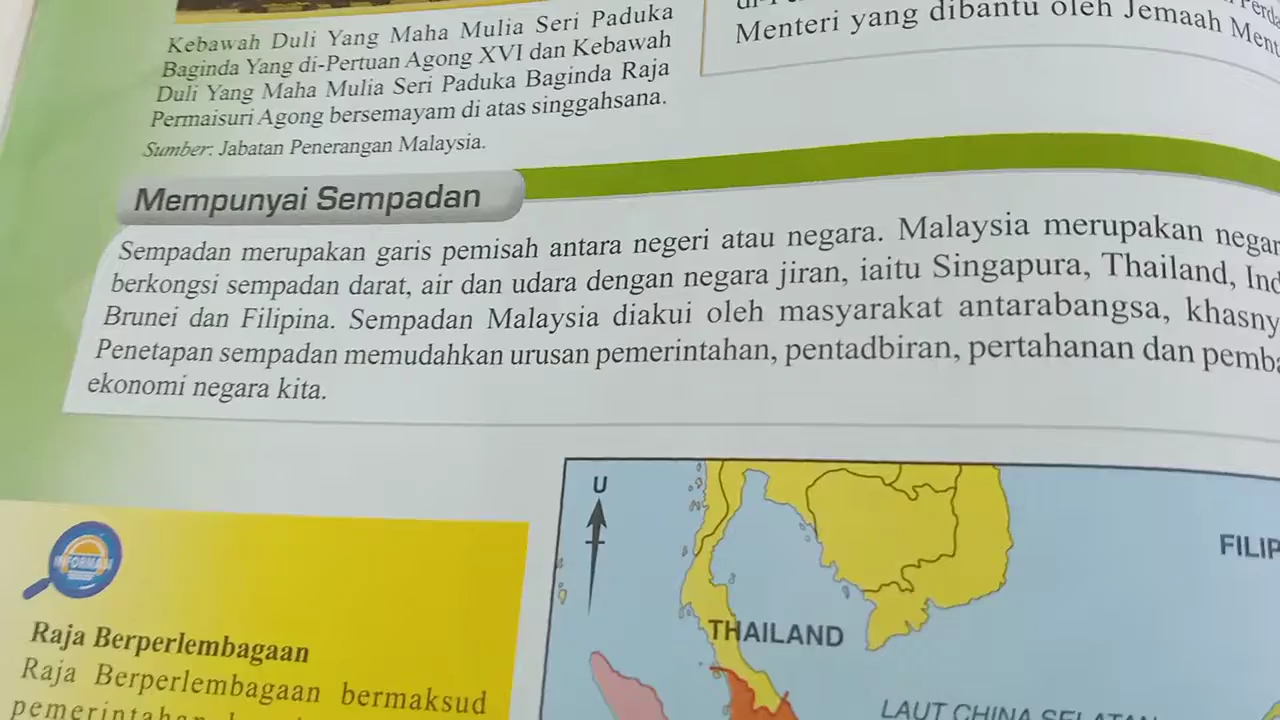 Kebawah Duli Yang Maha Mulia Seri Paduka
Baginda Yang di-Pertuan Agong XVI dan Kebawah
Duli Yang Maha Mulia Seri Paduka Baginda Raja
Permaisuri Agong bersemayam di atas singgahsana.
Sumber: Jabatan Penerangan Malaysia.
Menteri yang dibantu oleh Jemaah
Mempunyai Sempadan
Sempadan merupakan garis pemisah antara negeri atau negara. Malaysia merupakan
berkongsi sempadan darat, air dan udara dengan negara jiran, iaitu Singapura, Thailand,
Brunei dan Filipina. Sempadan Malaysia diakui oleh masyarakat antarabangsa,
Penetapan sempadan memudahkan urusan pemerintahan, pentadbiran, pertahanan dan
ekonomi negara kita.
U
THAILAND
LAUT CHINA
INFORMASI
Raja Berperlembagaan
Raja Berperlembagaan bermaksud